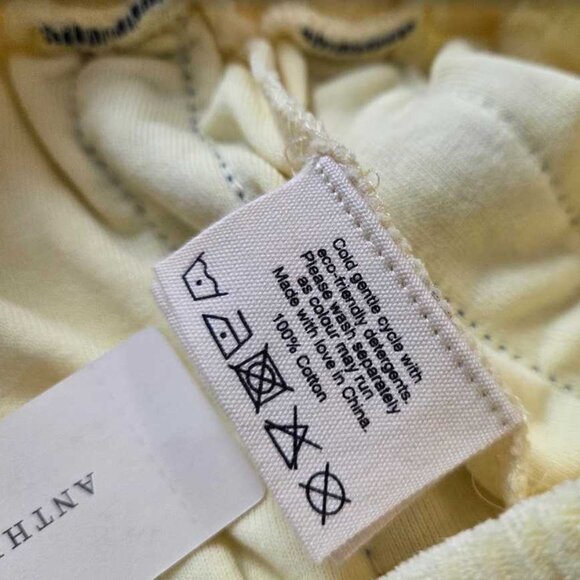 Cold gentle cycle with
eco-friendly detergents.
Please wash separately
as colour may run
Made with love in China.
100% Cotton
ANTH